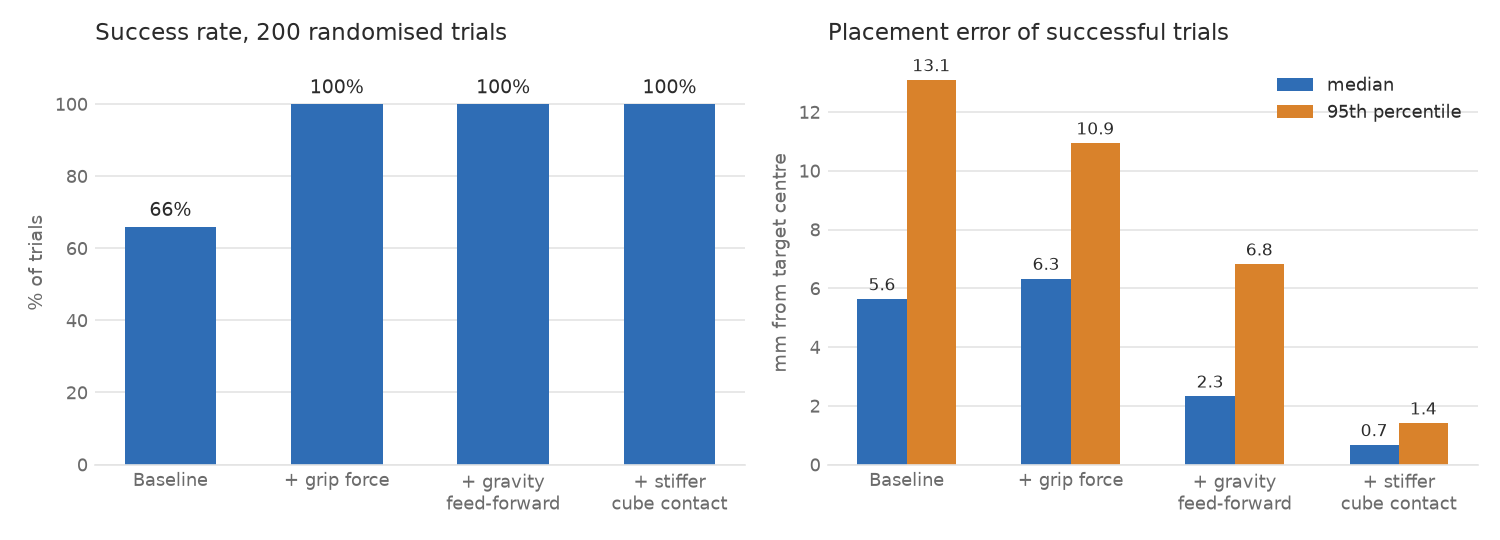 Success rate, 200 randomised trials
100%
100%
100%
66%
100
80
60
40
20
0
% of trials
Baseline
+ grip force
+ gravity
feed-forward
+ stiffer
cube contact
Placement error of successful trials
13.1
10.9
6.8
6.3
5.6
2.3
1.4
0.7
median
95th percentile
12
10
8
6
4
2
0
mm from target centre
Baseline
+ grip force
+ gravity
feed-forward
+ stiffer
cube contact